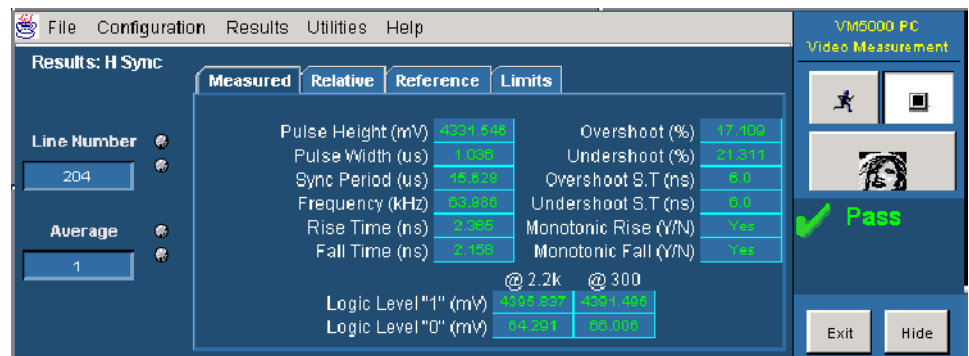 File Configuration Results Utilities Help
VM5000 PC
Video Measurement
Results: H Sync
Measured Relative Reference Limits
Line Number
204
Average
1
Pulse Height (mV) 4331.546 Overshoot (%) 17.109
Pulse Width (us) 1.036 Undershoot (%) 21.311
Sync Period (us) 15.628 Overshoot S.T (ns) 6.0
Frequency (kHz) 63.986 Undershoot S.T (ns) 6.0
Rise Time (ns) 2.365 Monotonic Rise (Y/N) Yes
Fall Time (ns) 2.158 Monotonic Fall (Y/N) Yes
@ 2.2k @ 300
Logic Level "1" (mV) 4395.837 4391.496
Logic Level "0" (mV) 64.291 66.006
Pass
Exit Hide